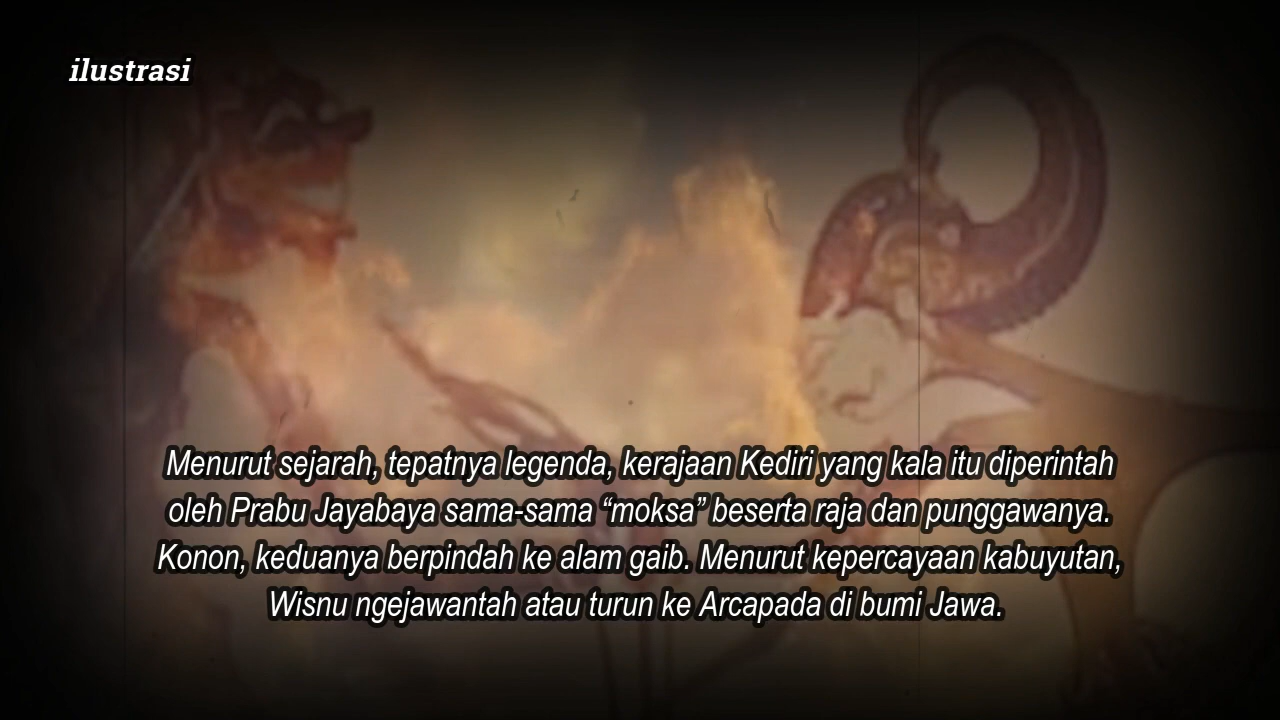 ilustrasi
Menurut sejarah, tepatnya legenda, kerajaan Kediri yang kala itu diperintah
oleh Prabu Jayabaya sama-sama “moksa” beserta raja dan punggawanya.
Konon, keduanya berpindah ke alam gaib. Menurut kepercayaan kabuyutan,
Wisnu ngejawantah atau turun ke Arcapada di bumi Jawa.